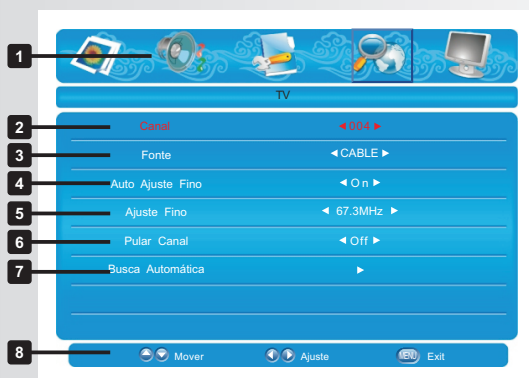 1
TV
2 Canal ◄ 004 ►
3 Fonte ◄ CABLE ►
4 Auto Ajuste Fino ◄ On ►
5 Ajuste Fino ◄ 67.3MHz ►
6 Pular Canal ◄ Off ►
7 Busca Automática ►
8 Mover Ajuste MENU Exit